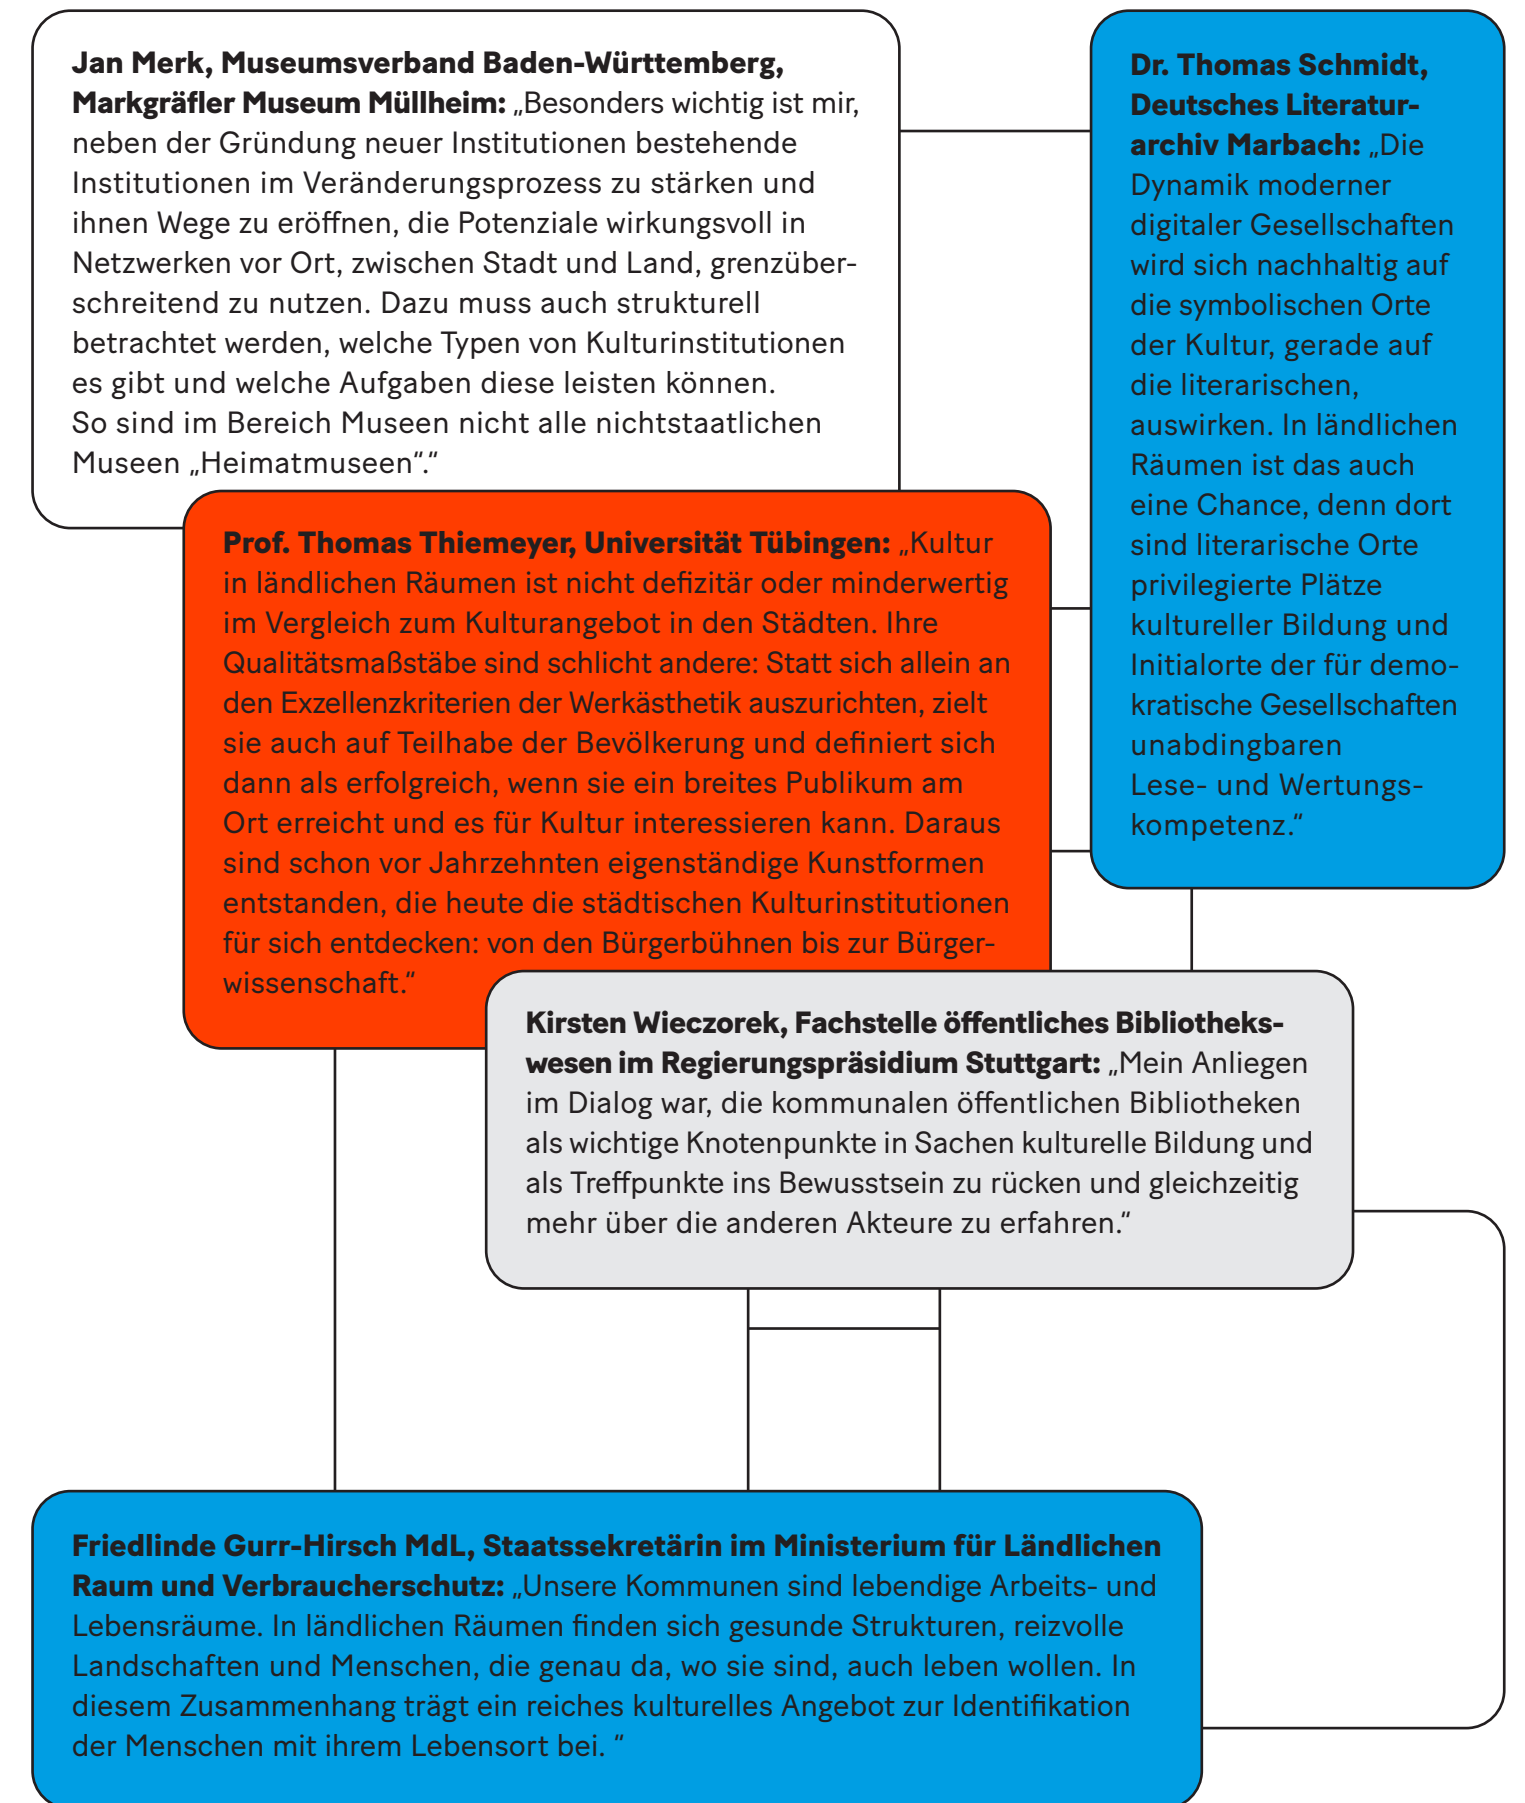 Jan Merk, Museumsverband Baden-Württemberg,
Markgräfler Museum Müllheim: „Besonders wichtig ist mir,
neben der Gründung neuer Institutionen bestehende
Institutionen im Veränderungsprozess zu stärken und
ihnen Wege zu eröffnen, die Potenziale wirkungsvoll in
Netzwerken vor Ort, zwischen Stadt und Land, grenzüber-
schreitend zu nutzen. Dazu muss auch strukturell
betrachtet werden, welche Typen von Kulturinstitutionen
es gibt und welche Aufgaben diese leisten können.
So sind im Bereich Museen nicht alle nichtstaatlichen
Museen „Heimatmuseen“.“
Dr. Thomas Schmidt,
Deutsches Literatur-
archiv Marbach: „Die
Dynamik moderner
digitaler Gesellschaften
wird sich nachhaltig auf
die symbolischen Orte
der Kultur, gerade auf
die literarischen,
auswirken. In ländlichen
Räumen ist das auch
eine Chance, denn dort
sind literarische Orte
privilegierte Plätze
kultureller Bildung und
Initialorte der für demo-
kratische Gesellschaften
unabdingbaren
Lese- und Wertungs-
kompetenz.“
Prof. Thomas Thiemeyer, Universität Tübingen: „Kultur
in ländlichen Räumen ist nicht defizitär oder minderwertig
im Vergleich zum Kulturangebot in den Städten. Ihre
Qualitätsmaßstäbe sind schlicht andere: Statt sich allein an
den Exzellenzkriterien der Werkästhetik auszurichten, zielt
sie auch auf Teilhabe der Bevölkerung und definiert sich
dann als erfolgreich, wenn sie ein breites Publikum am
Ort erreicht und es für Kultur interessieren kann. Daraus
sind schon vor Jahrzehnten eigenständige Kunstformen
entstanden, die heute die städtischen Kulturinstitutionen
für sich entdecken: von den Bürgerbühnen bis zur Bürger-
wissenschaft.“
Kirsten Wieczorek, Fachstelle öffentliches Bibliotheks-
wesen im Regierungspräsidium Stuttgart: „Mein Anliegen
im Dialog war, die kommunalen öffentlichen Bibliotheken
als wichtige Knotenpunkte in Sachen kulturelle Bildung und
als Treffpunkte ins Bewusstsein zu rücken und gleichzeitig
mehr über die anderen Akteure zu erfahren.“
Friedlinde Gurr-Hirsch MdL, Staatssekretärin im Ministerium für Ländlichen
Raum und Verbraucherschutz: „Unsere Kommunen sind lebendige Arbeits- und
Lebensräume. In ländlichen Räumen finden sich gesunde Strukturen, reizvolle
Landschaften und Menschen, die genau da, wo sie sind, auch leben wollen. In
diesem Zusammenhang trägt ein reiches kulturelles Angebot zur Identifikation
der Menschen mit ihrem Lebensort bei. “